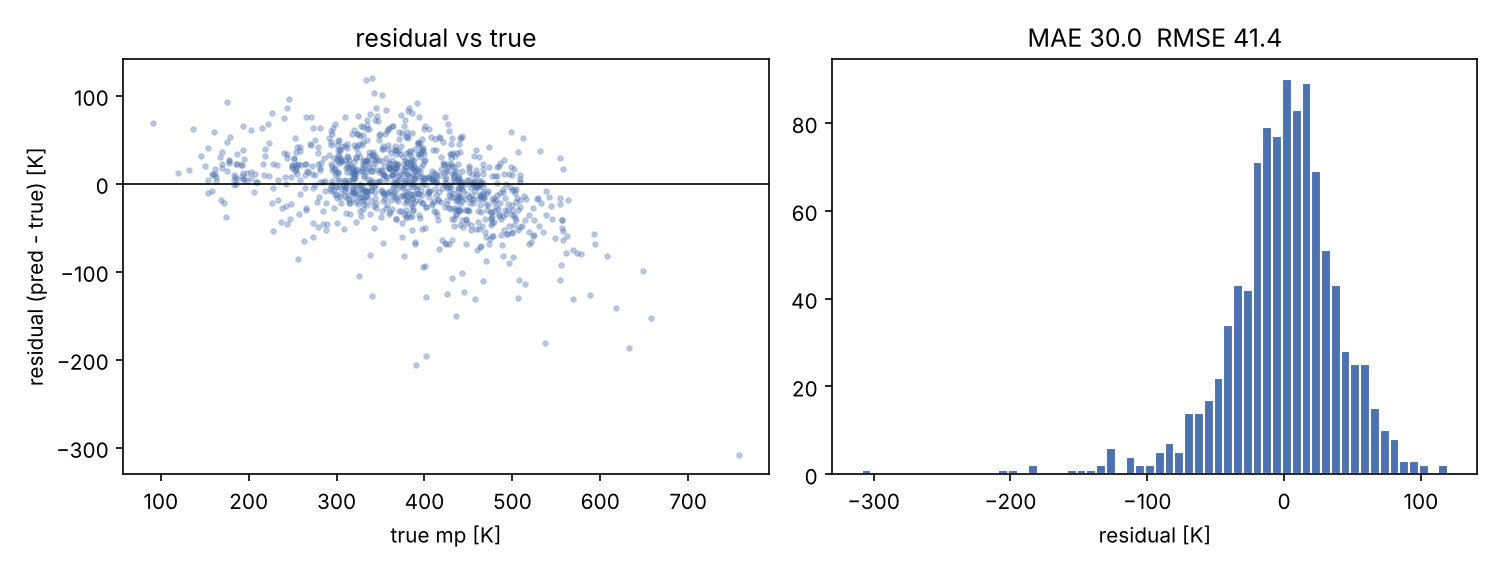 residual vs true
100
0
−100
−200
−300
residual (pred - true) [K]
100 200 300 400 500 600 700
true mp [K]
MAE 30.0 RMSE 41.4
80
60
40
20
0
−300 −200 −100 0 100
residual [K]